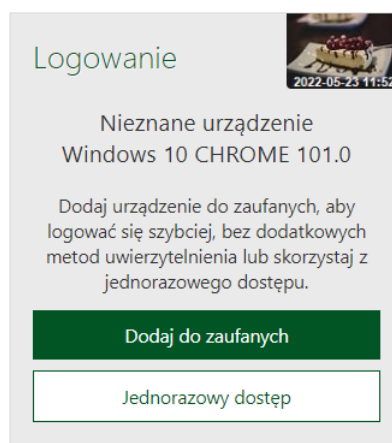 Logowanie
2022-05-23 11:52
Nieznane urządzenie
Windows 10 CHROME 101.0
Dodaj urządzenie do zaufanych, aby
logować się szybciej, bez dodatkowych
metod uwierzytelnienia lub skorzystaj z
jednorazowego dostępu.
Dodaj do zaufanych
Jednorazowy dostęp